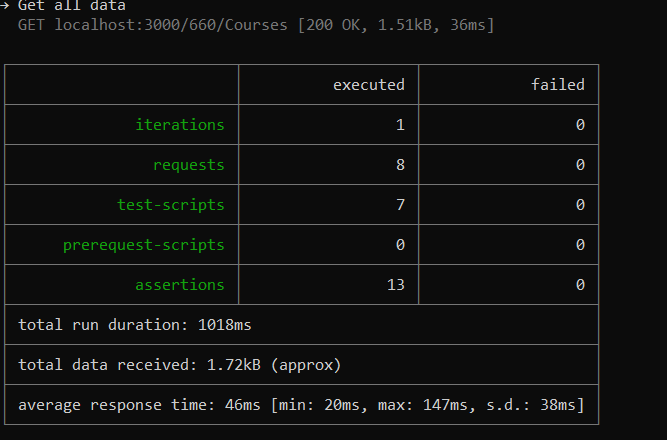 → Get all data
GET localhost:3000/660/Courses [200 OK, 1.51kB, 36ms]
executed failed
iterations 1 0
requests 8 0
test-scripts 7 0
prerequest-scripts 0 0
assertions 13 0
total run duration: 1018ms
total data received: 1.72kB (approx)
average response time: 46ms [min: 20ms, max: 147ms, s.d.: 38ms]